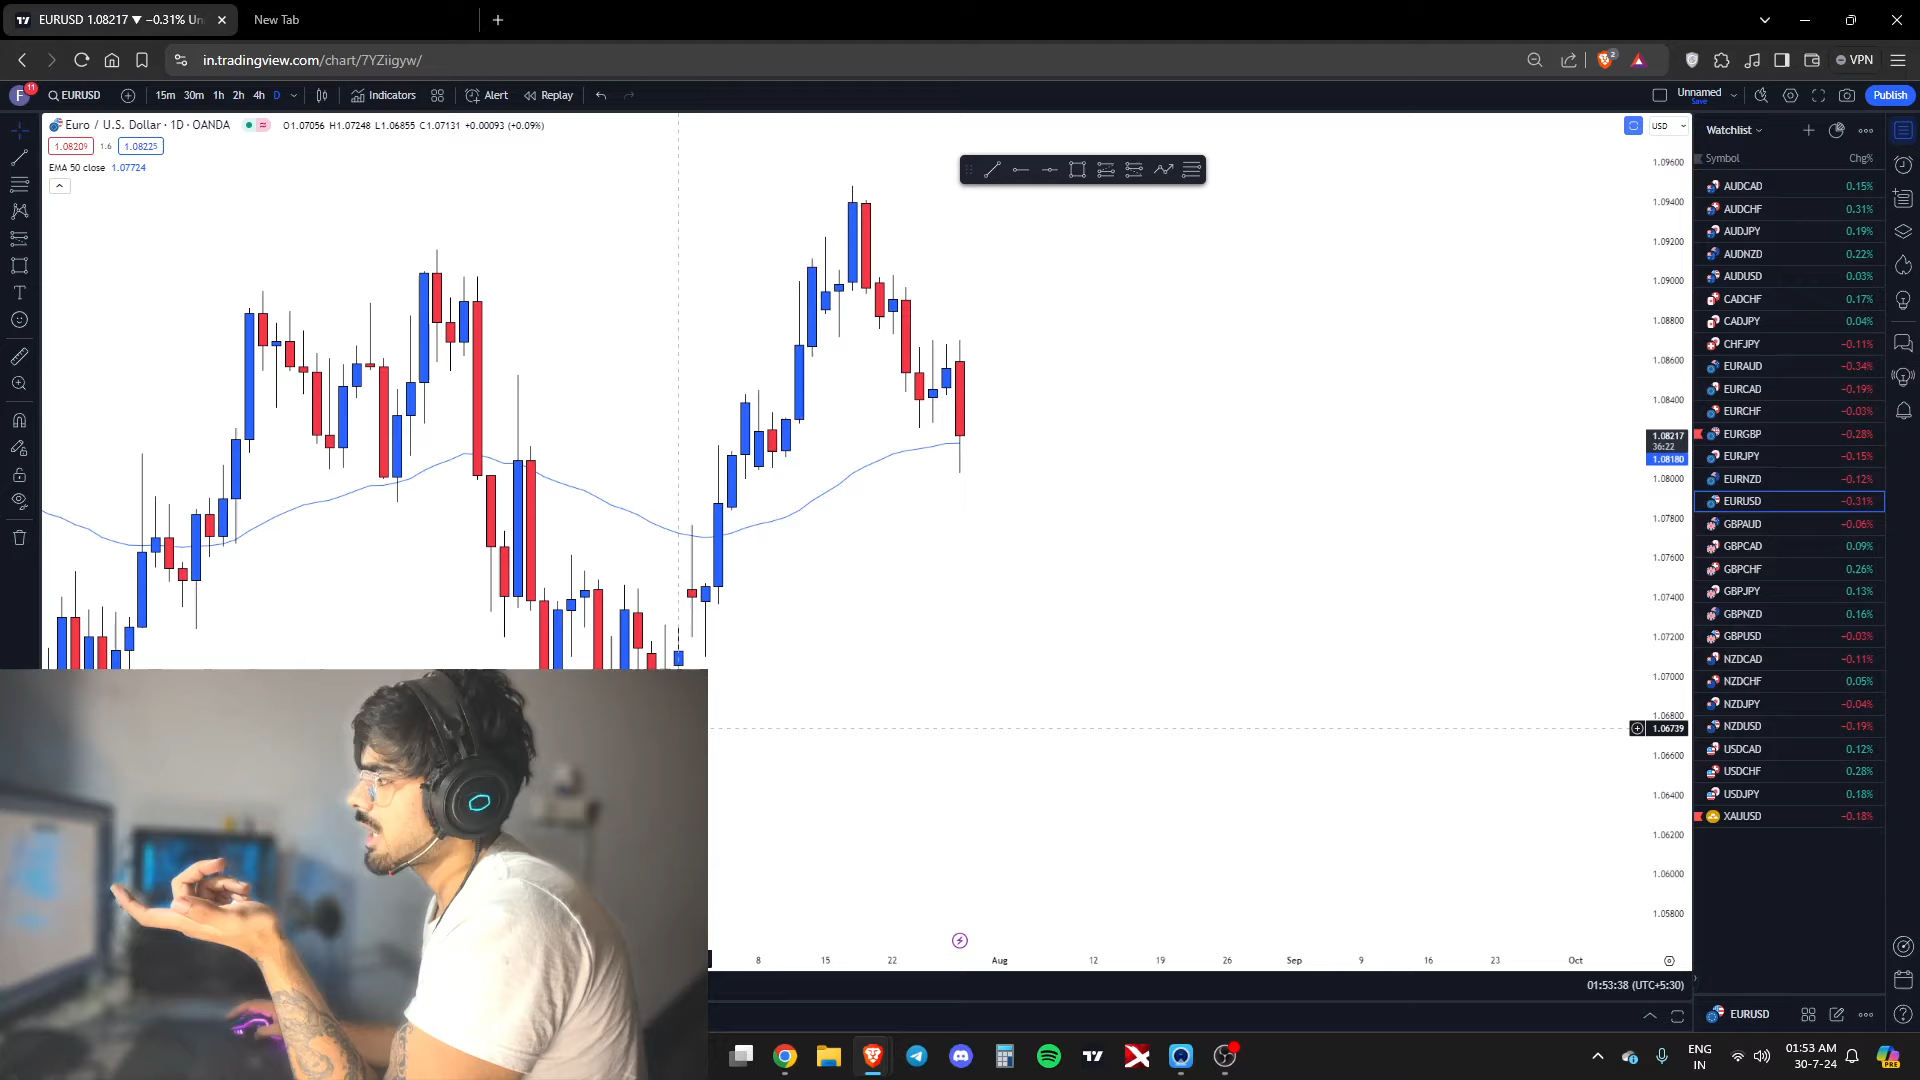 EURUSD 1.08217 ▼ −0.31% Un
New Tab
in.tradingview.com/chart/7YZiigyw/
2
VPN
F
11
EURUSD
15m 30m 1h 2h 4h D
Indicators
Alert
Replay
Unnamed
Save
Publish
Euro / U.S. Dollar · 1D · OANDA
O1.07056 H1.07248 L1.06855 C1.07131 +0.00093 (+0.09%)
1.08209 1.6 1.08225
EMA 50 close 1.07724
USD
1.09600
1.09400
1.09200
1.09000
1.08800
1.08600
1.08400
1.08217
36:22
1.08180
1.08000
1.07800
1.07600
1.07400
1.07200
1.07000
1.06800
1.06739
1.06600
1.06400
1.06200
1.06000
1.05800
8 15 22 Aug 12 19 26 Sep 9 16 23 Oct
01:53:38 (UTC+5:30)
Watchlist
Symbol Chg%
AUDCAD 0.15%
AUDCHF 0.31%
AUDJPY 0.19%
AUDNZD 0.22%
AUDUSD 0.03%
CADCHF 0.17%
CADJPY 0.04%
CHFJPY −0.11%
EURAUD −0.34%
EURCAD −0.19%
EURCHF −0.03%
EURGBP −0.28%
EURJPY −0.15%
EURNZD −0.12%
EURUSD −0.31%
GBPAUD −0.06%
GBPCAD 0.09%
GBPCHF 0.26%
GBPJPY 0.13%
GBPNZD 0.16%
GBPUSD −0.03%
NZDCAD −0.11%
NZDCHF 0.05%
NZDJPY −0.04%
NZDUSD −0.19%
USDCAD 0.12%
USDCHF 0.28%
USDJPY 0.18%
XAUUSD −0.18%
EURUSD
ENG
IN
01:53 AM
30-7-24
PRE